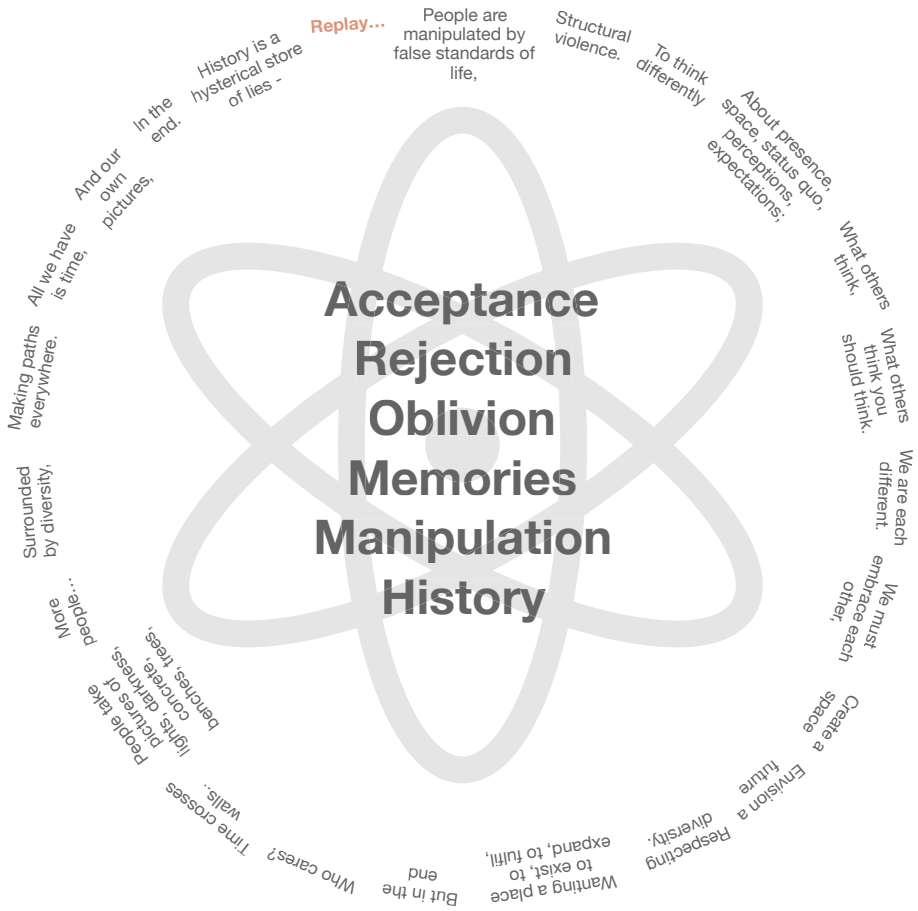 People are
manipulated by
false standards of
life,
Structural
violence.
To think
differently
About presence,
space, status quo,
perceptions,
expectations;
What others
think,
What others
think you
should think.
We are each
different.
We must
embrace each
other,
Create a
space
Envision a
future
Respecting
diversity.
Wanting a place
to exist, to
expand, to fulfil,
But in the
end
Who cares?
Time crosses
walls..
People take
pictures of
lights, darkness,
concrete,
benches, trees,
More
people…
Surrounded
by diversity,
Making paths
everywhere.
All we have
is time,
And our
own
pictures,
In the
end.
History is a
hysterical store
of lies -
Replay…
Acceptance
Rejection
Oblivion
Memories
Manipulation
History